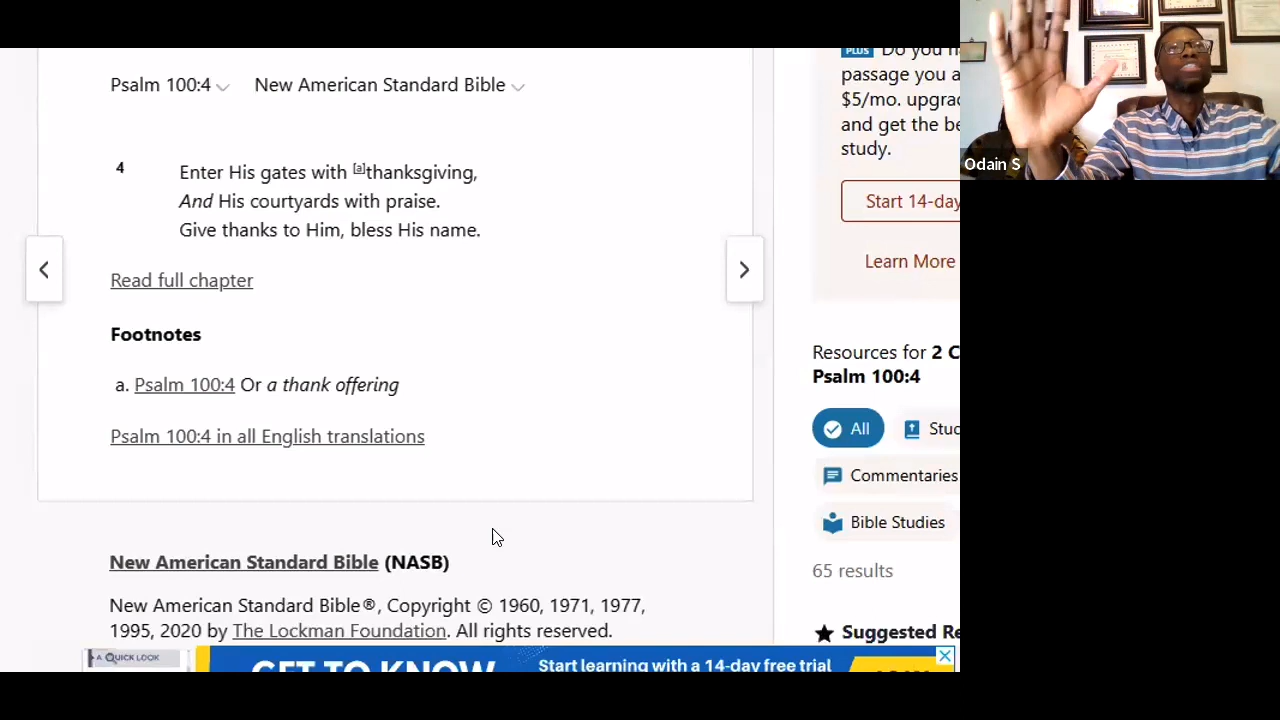 Psalm 100:4
New American Standard Bible
4
Enter His gates with [a]thanksgiving,
And His courtyards with praise.
Give thanks to Him, bless His name.
Read full chapter
Footnotes
a. Psalm 100:4 Or a thank offering
Psalm 100:4 in all English translations
New American Standard Bible (NASB)
New American Standard Bible®, Copyright © 1960, 1971, 1977,
1995, 2020 by The Lockman Foundation. All rights reserved.
PLUS Do you
passage you a
$5/mo. upgrad
and get the be
study.
Start 14-day
Learn More
Resources for 2 C
Psalm 100:4
All
Stud
Commentaries
Bible Studies
65 results
Suggested Re
A QUICK LOOK
GET TO KNOW
Start learning with a 14-day free trial
Odain S